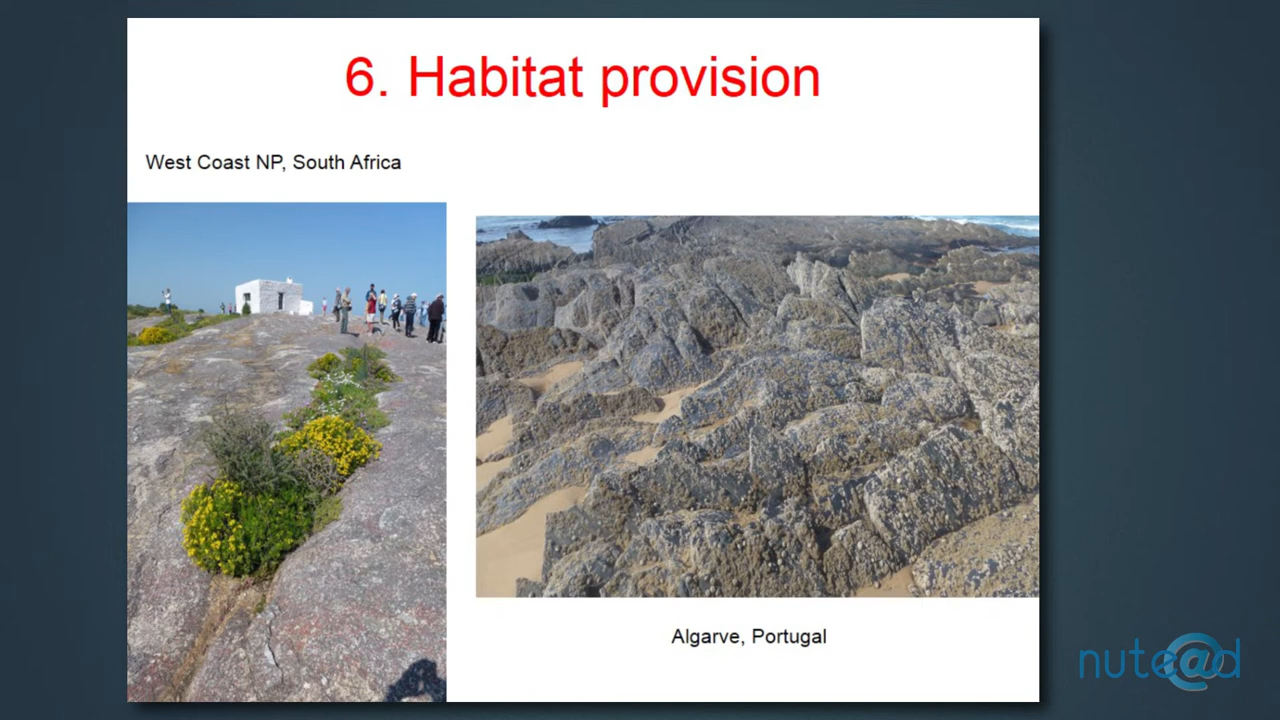 6. Habitat provision
West Coast NP, South Africa
Algarve, Portugal
nute@d